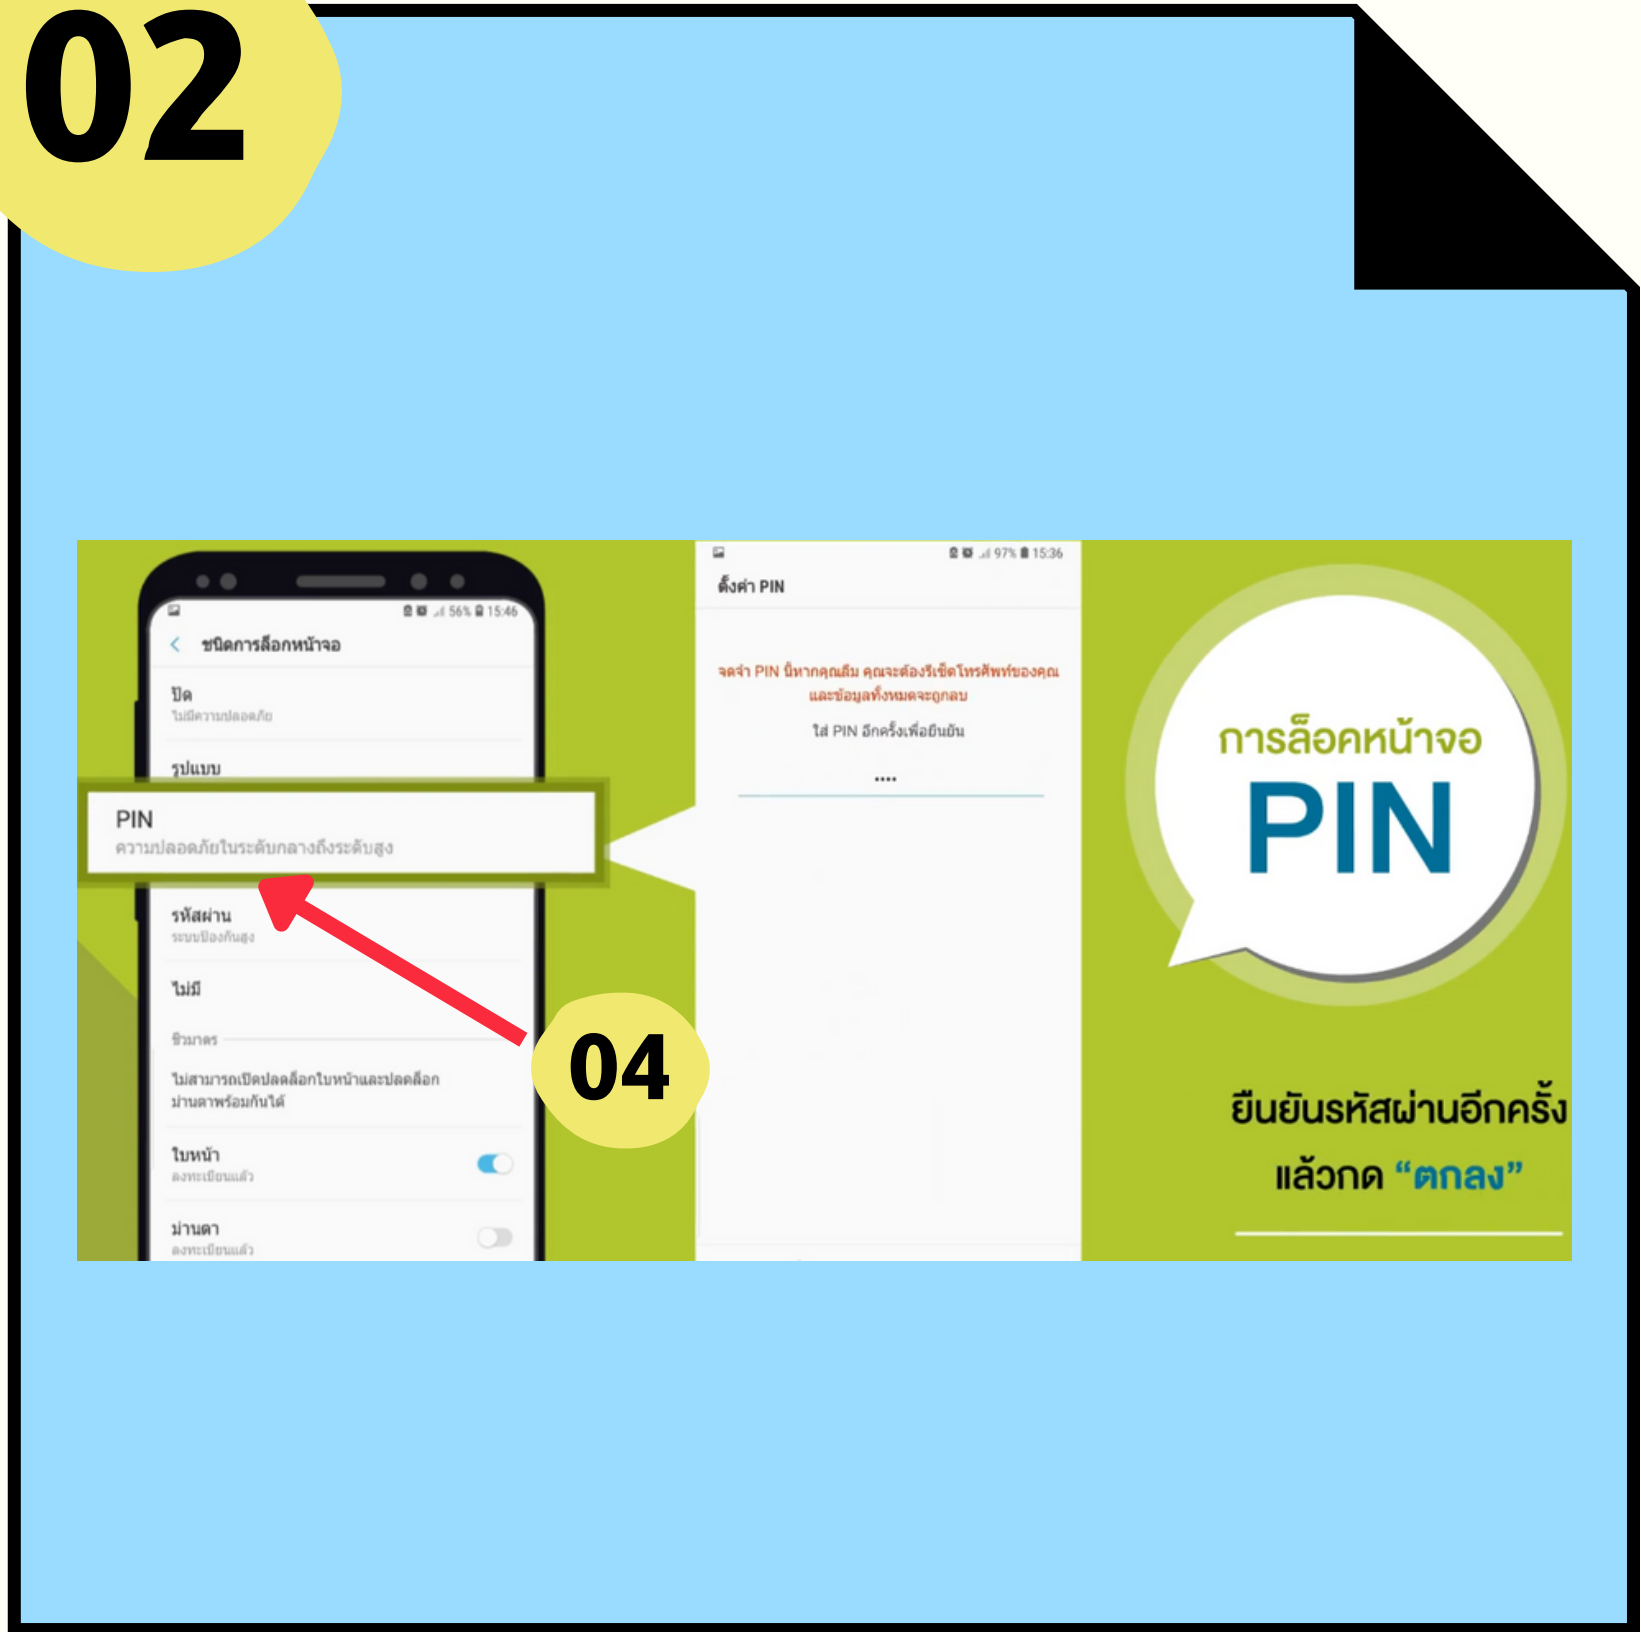 02
56% 15:46
ชนิดการล็อกหน้าจอ
ปิด
ไม่มีความปลอดภัย
รูปแบบ
PIN
ความปลอดภัยในระดับกลางถึงระดับสูง
รหัสผ่าน
ระบบป้องกันสูง
ไม่มี
ชีวมาตร
ไม่สามารถเปิดปลดล็อกใบหน้าและปลดล็อก
ม่านตาพร้อมกันได้
ใบหน้า
ลงทะเบียนแล้ว
ม่านตา
ลงทะเบียนแล้ว
04
97% 15:36
ตั้งค่า PIN
จดจำ PIN นี้หากคุณลืม คุณจะต้องรีเซ็ตโทรศัพท์ของคุณ
และข้อมูลทั้งหมดจะถูกลบ
ใส่ PIN อีกครั้งเพื่อยืนยัน
••••
การล็อคหน้าจอ
PIN
ยืนยันรหัสผ่านอีกครั้ง
แล้วกด “ตกลง”